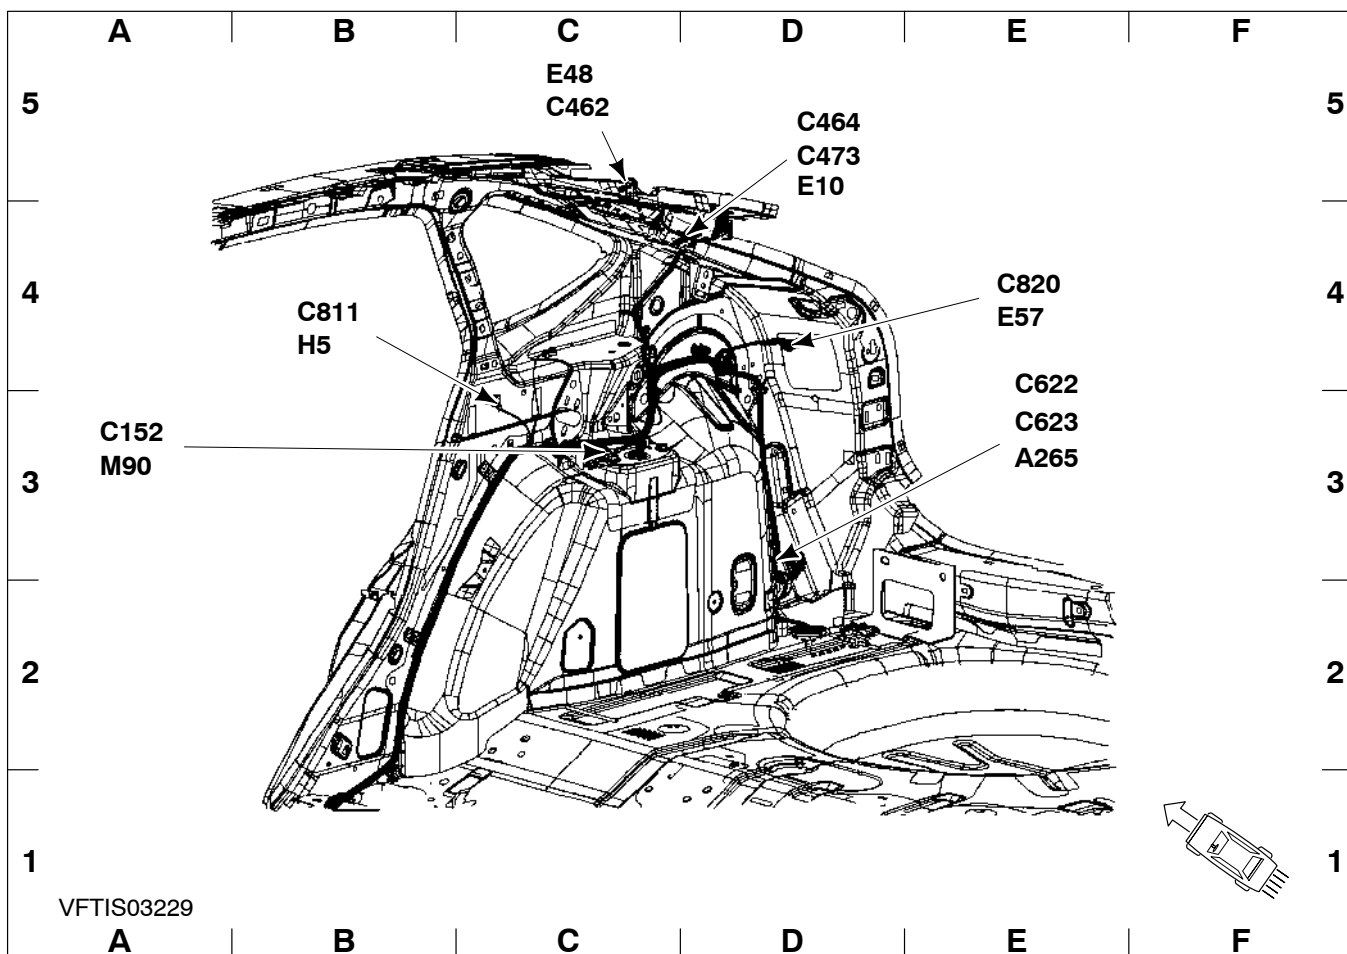 A B C D E F
5 5
E48
C462
C464
C473
E10
4 4
C820
E57
C811
H5
C622
C623
A265
C152
M90
3 3
2 2
1 1
VFTIS03229
A B C D E F